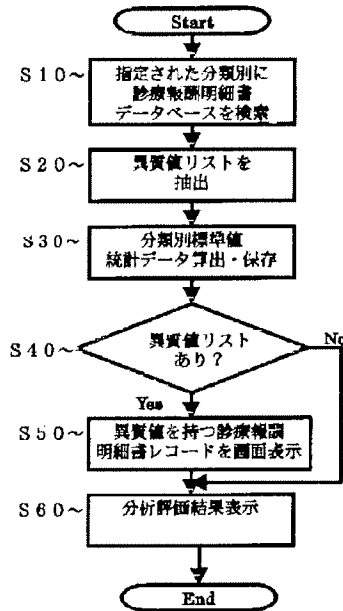 Start
S10~
指定された分類別に
診療報酬明細書
データベースを検索
S20~
異質値リストを
抽出
S30~
分類別標準値
統計データ算出・保存
S40~
異質値リスト
あり？
No
Yes
S50~
異質値を持つ診療報酬
明細書レコードを画面表示
S60~
分析評価結果表示
End